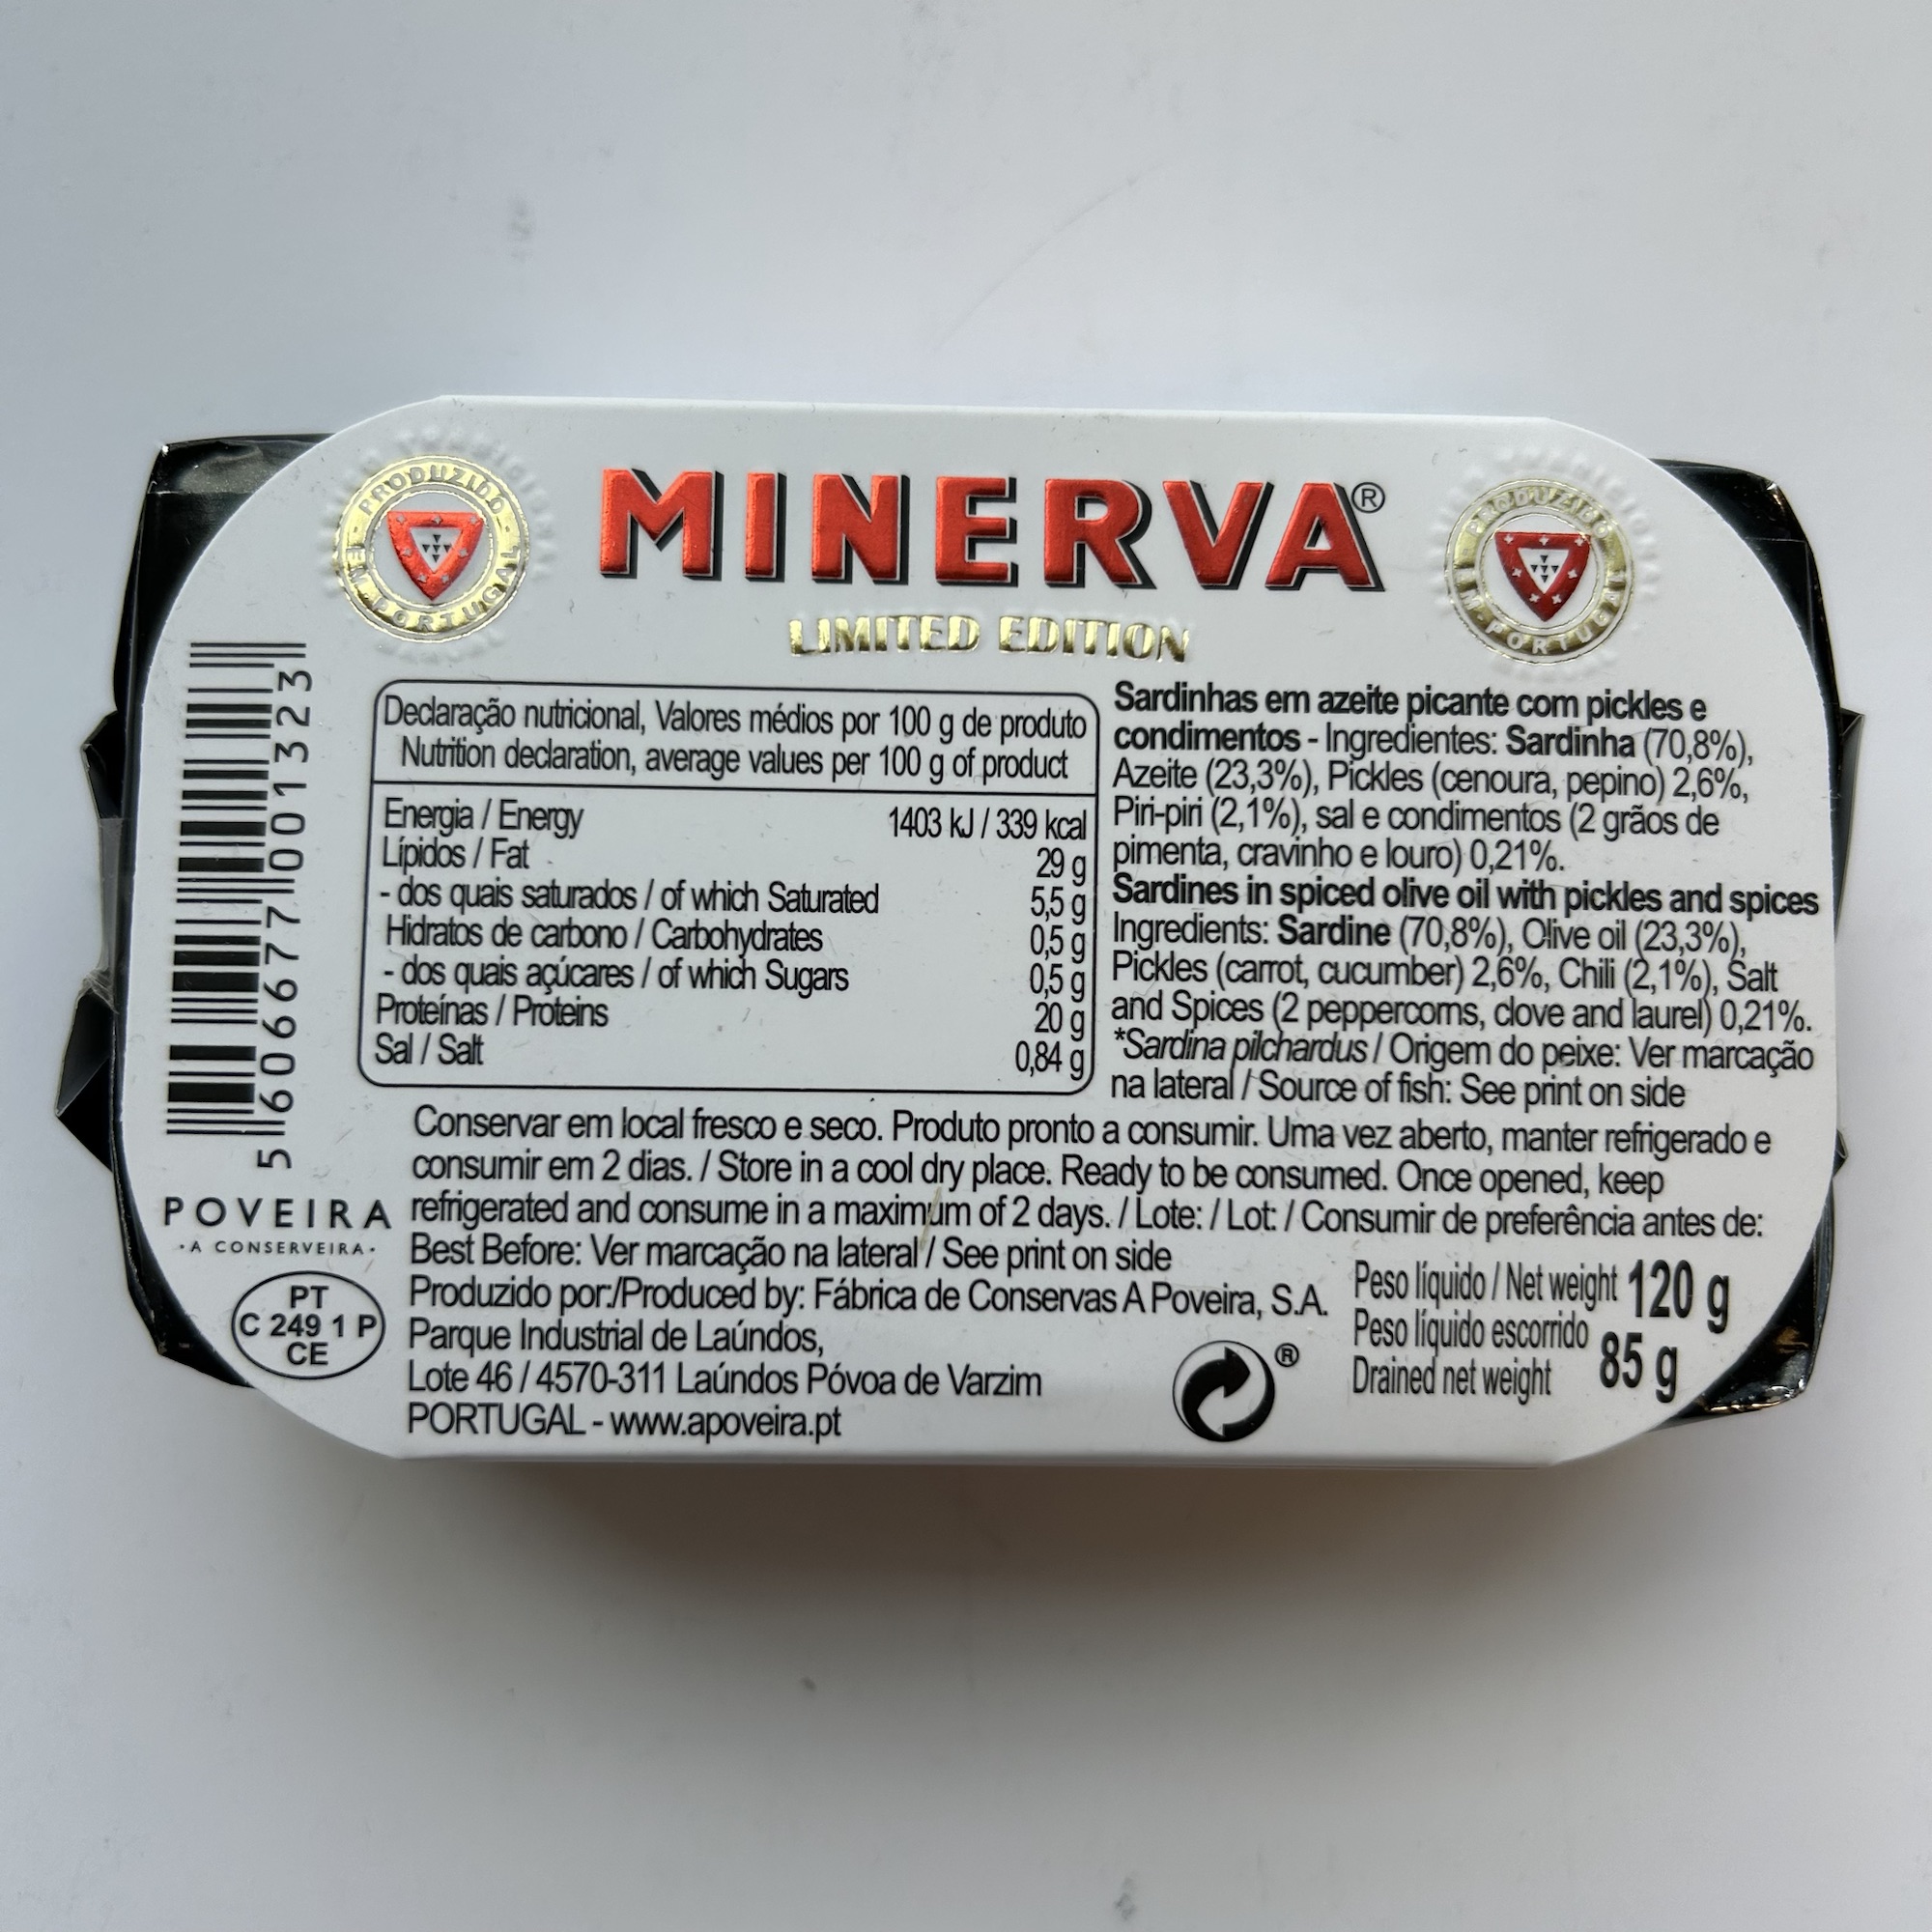 MINERVA®
LIMITED EDITION
PRODUZIDO
EM PORTUGAL
PRODUZIDO
EM PORTUGAL
Declaração nutricional, Valores médios por 100 g de produto
Nutrition declaration, average values per 100 g of product
Energia / Energy 1403 kJ / 339 kcal
Lípidos / Fat 29 g
- dos quais saturados / of which Saturated 5,5 g
Hidratos de carbono / Carbohydrates 0,5 g
- dos quais açúcares / of which Sugars 0,5 g
Proteínas / Proteins 20 g
Sal / Salt 0,84 g
Sardinhas em azeite picante com pickles e
condimentos - Ingredientes: Sardinha (70,8%),
Azeite (23,3%), Pickles (cenoura, pepino) 2,6%,
Piri-piri (2,1%), sal e condimentos (2 grãos de
pimenta, cravinho e louro) 0,21%.
Sardines in spiced olive oil with pickles and spices
Ingredients: Sardine (70,8%), Olive oil (23,3%),
Pickles (carrot, cucumber) 2,6%, Chili (2,1%), Salt
and Spices (2 peppercorns, clove and laurel) 0,21%.
*Sardina pilchardus / Origem do peixe: Ver marcação
na lateral / Source of fish: See print on side
Conservar em local fresco e seco. Produto pronto a consumir. Uma vez aberto, manter refrigerado e
consumir em 2 dias. / Store in a cool dry place. Ready to be consumed. Once opened, keep
refrigerated and consume in a maximum of 2 days. / Lote: / Lot: / Consumir de preferência antes de:
Best Before: Ver marcação na lateral / See print on side
Produzido por:/Produced by: Fábrica de Conservas A Poveira, S.A.
Parque Industrial de Laúndos,
Lote 46 / 4570-311 Laúndos Póvoa de Varzim
PORTUGAL - www.apoveira.pt
®
Peso líquido / Net weight 120 g
Peso líquido escorrido
Drained net weight 85 g
5 606677 001323
POVEIRA
·A CONSERVEIRA·
PT
C 249 1 P
CE